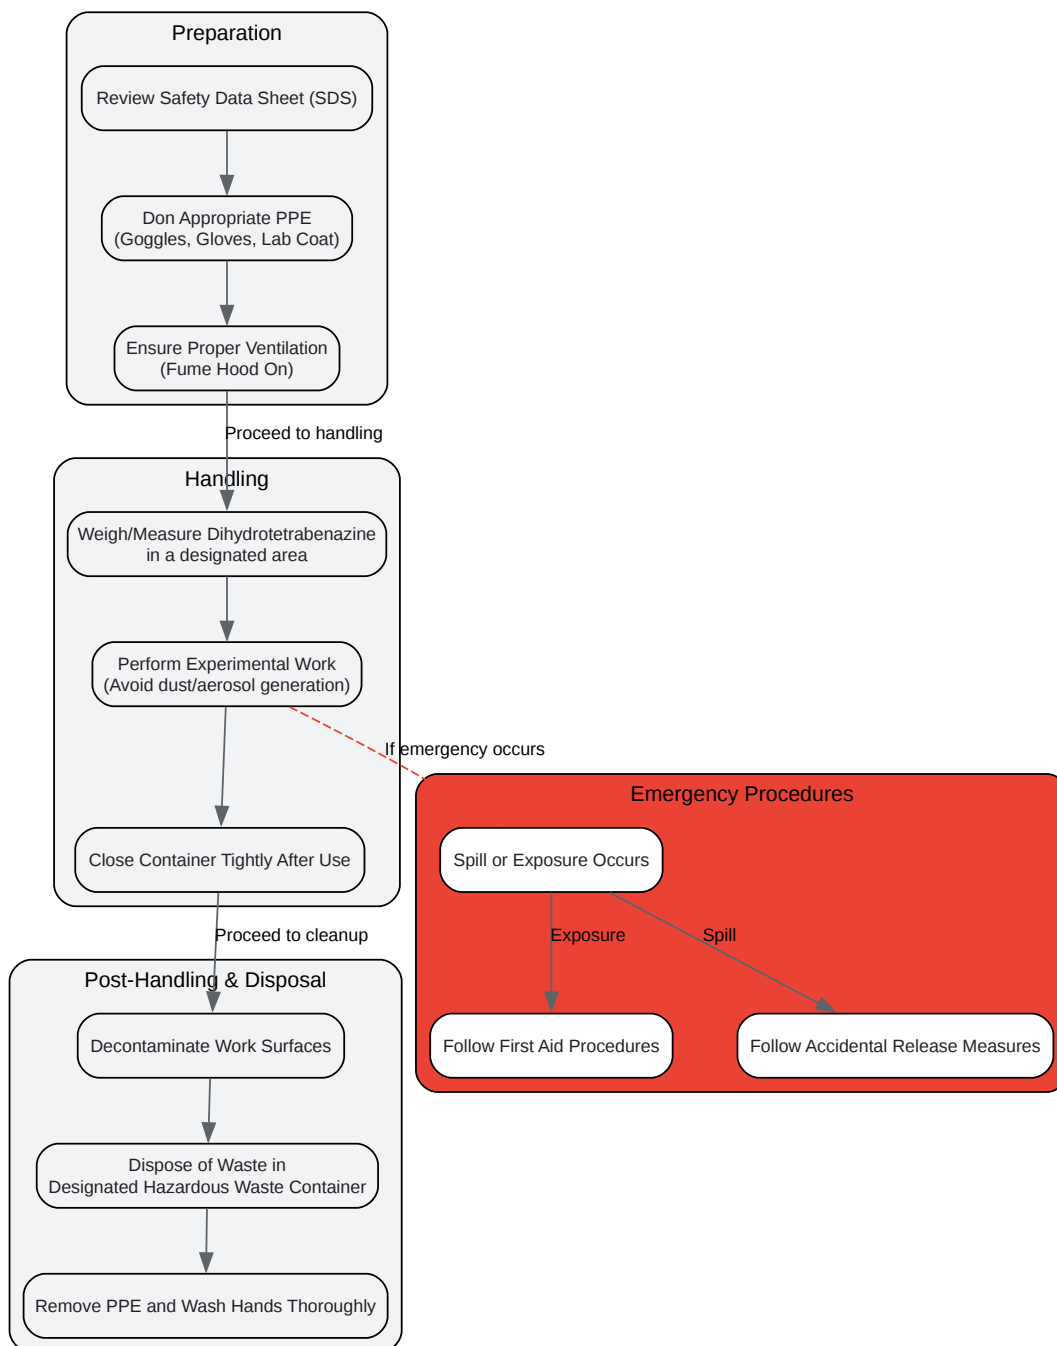 Preparation
Review Safety Data Sheet (SDS)
Don Appropriate PPE
(Goggles, Gloves, Lab Coat)
Ensure Proper Ventilation
(Fume Hood On)
Proceed to handling
Handling
Weigh/Measure Dihydrotetrabenazine
in a designated area
Perform Experimental Work
(Avoid dust/aerosol generation)
If emergency occurs
Emergency Procedures
Close Container Tightly After Use
Spill or Exposure Occurs
Proceed to cleanup
Exposure
Spill
Post-Handling & Disposal
Decontaminate Work Surfaces
Follow First Aid Procedures
Follow Accidental Release Measures
Dispose of Waste in
Designated Hazardous Waste Container
Remove PPE and Wash Hands Thoroughly